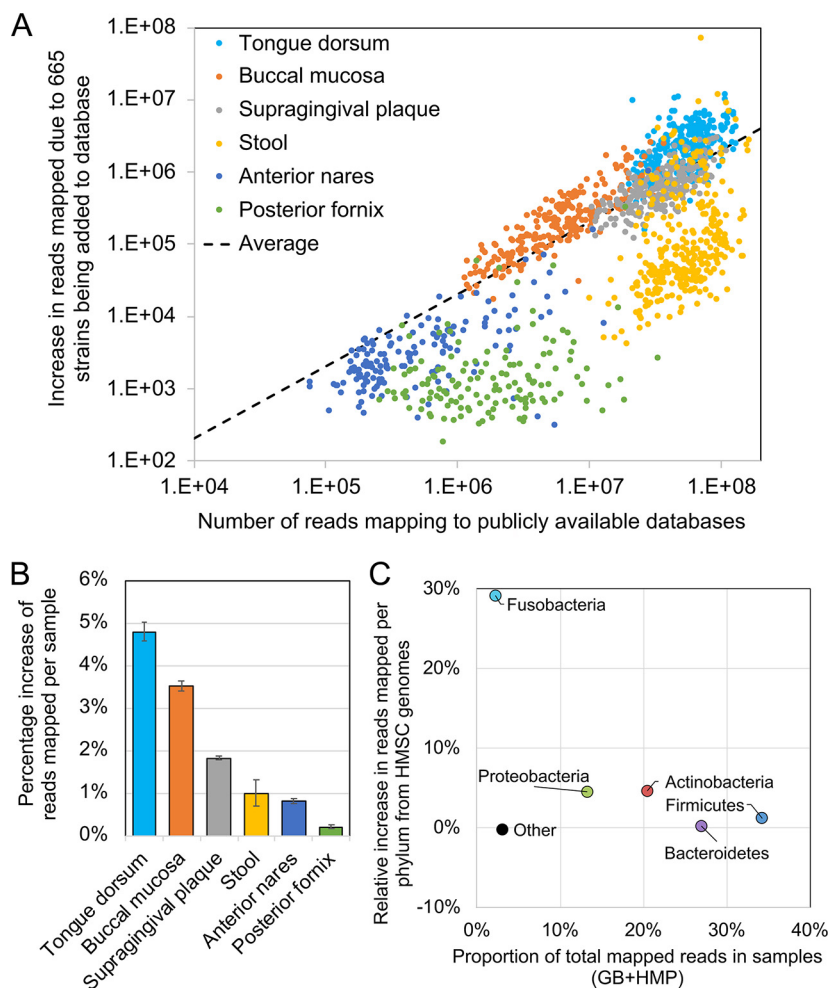 A
Increase in reads mapped due to 665
strains being added to database
1.E+08
1.E+07
1.E+06
1.E+05
1.E+04
1.E+03
1.E+02
Tongue dorsum
Buccal mucosa
Supragingival plaque
Stool
Anterior nares
Posterior fornix
Average
1.E+04
1.E+05
1.E+06
1.E+07
1.E+08
Number of reads mapping to publicly available databases
B
Percentage increase of
reads mapped per sample
6%
5%
4%
3%
2%
1%
0%
Tongue dorsum
Buccal mucosa
Supragingival plaque
Stool
Anterior nares
Posterior fornix
C
Relative increase in reads mapped per
phylum from HMSC genomes
30%
20%
10%
0%
-10%
Fusobacteria
Proteobacteria
Actinobacteria
Firmicutes
Other
Bacteroidetes
0%
10%
20%
30%
40%
Proportion of total mapped reads in samples
(GB+HMP)